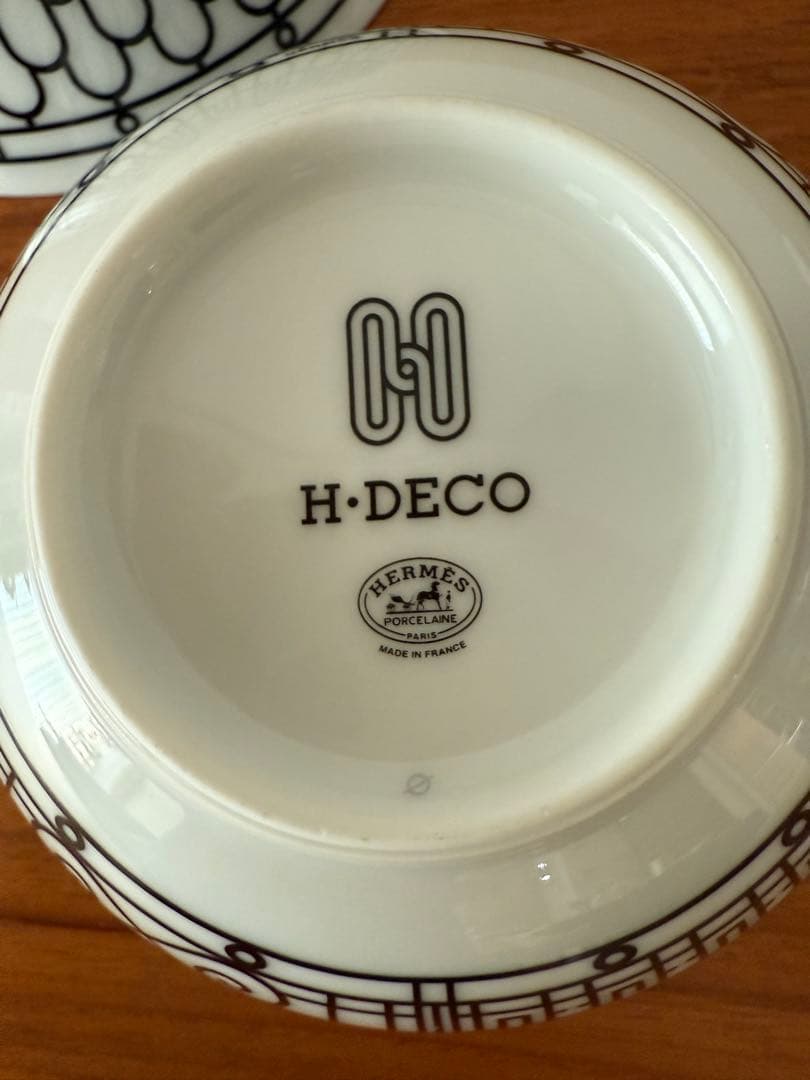 H·DECO
HERMÈS
PORCELAINE
PARIS
MADE IN FRANCE